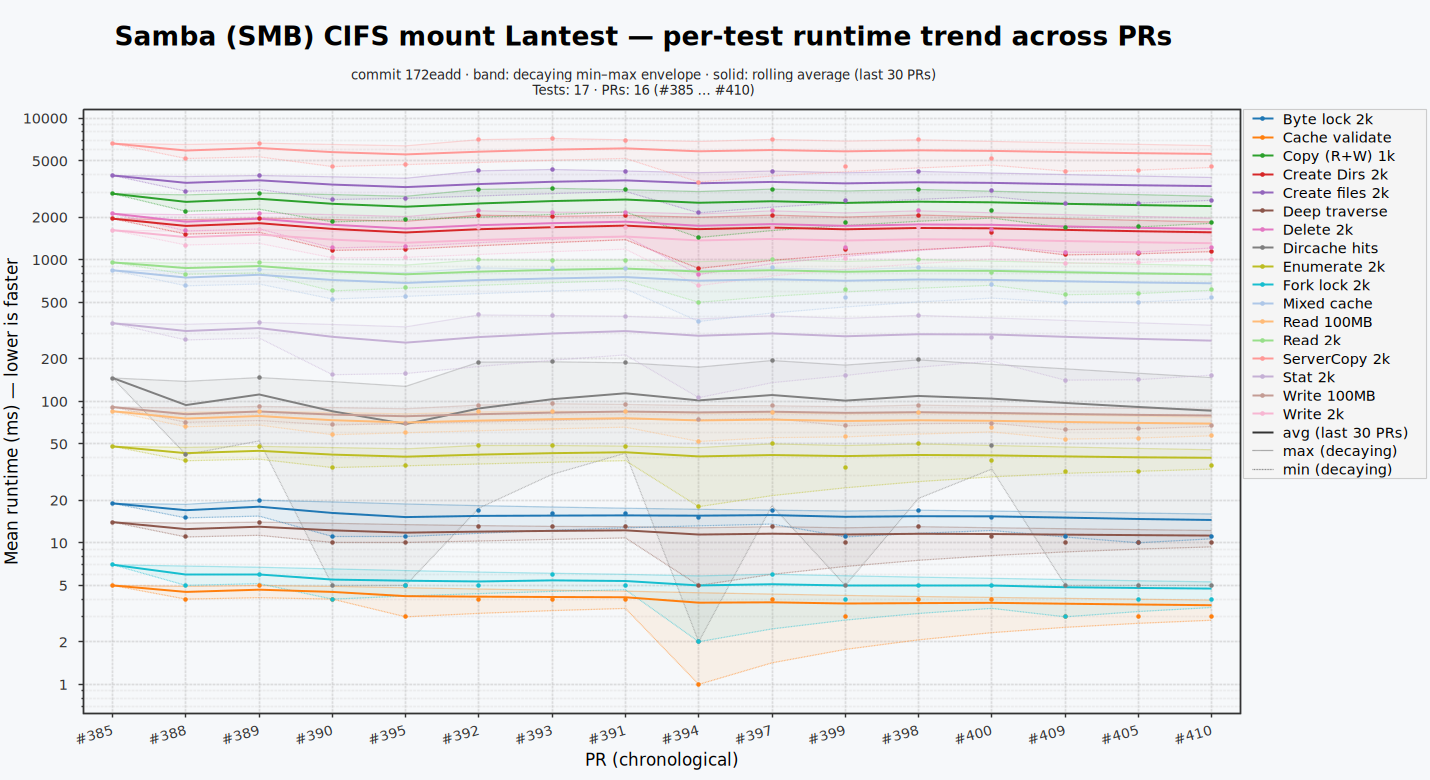 Samba (SMB) CIFS mount Lantest — per-test runtime trend across PRs
commit 172eadd · band: decaying min–max envelope · solid: rolling average (last 30 PRs)
Tests: 17 · PRs: 16 (#385 … #410)
Mean runtime (ms) — lower is faster
10000
5000
2000
1000
500
200
100
50
20
10
5
2
1
#385
#388
#389
#390
#395
#392
#393
#391
#394
#397
#399
#398
#400
#409
#405
#410
PR (chronological)
Byte lock 2k
Cache validate
Copy (R+W) 1k
Create Dirs 2k
Create files 2k
Deep traverse
Delete 2k
Dircache hits
Enumerate 2k
Fork lock 2k
Mixed cache
Read 100MB
Read 2k
ServerCopy 2k
Stat 2k
Write 100MB
Write 2k
avg (last 30 PRs)
max (decaying)
min (decaying)